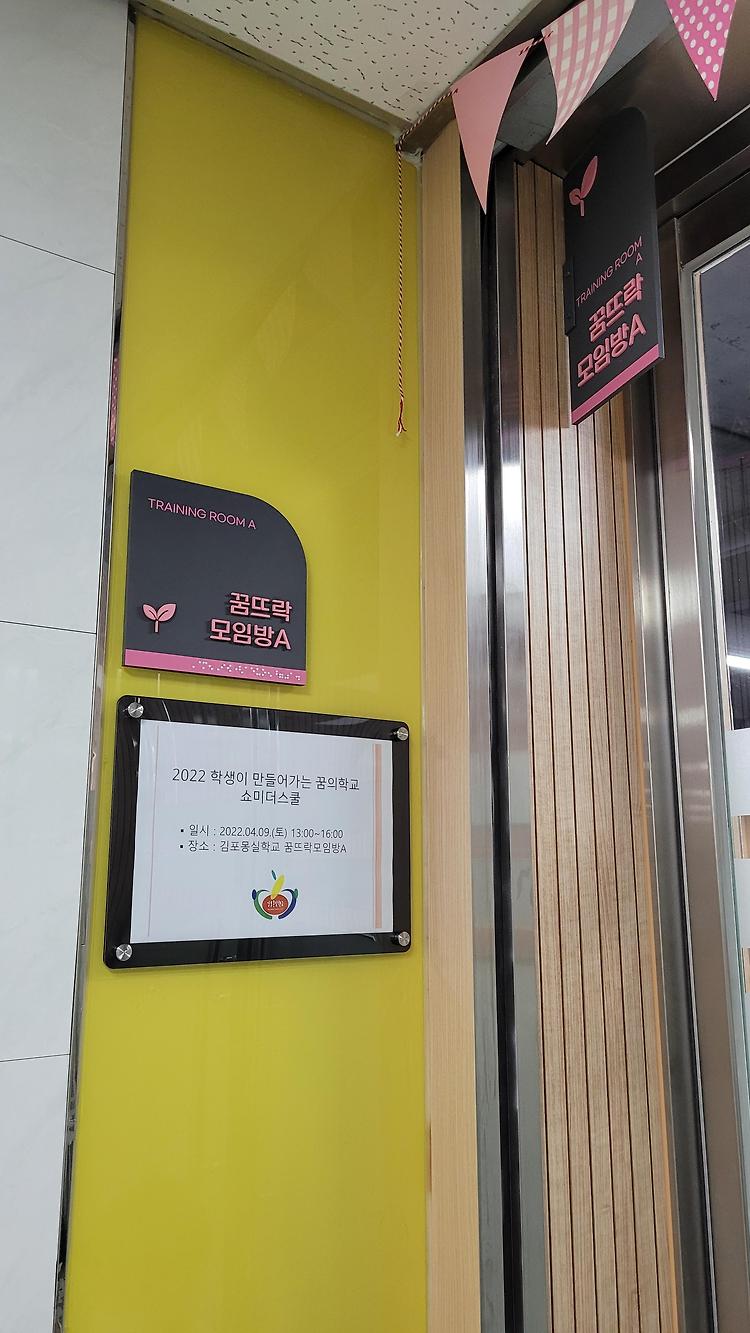 TRAINING ROOM
A
꿈뜨락
모임방A
TRAINING ROOM A
꿈뜨락
모임방A
2022 학생이 만들어가는 꿈의학교
쇼미더스쿨
▪ 일시 : 2022.04.09.(토) 13:00~16:00
▪ 장소 : 김포몽실학교 꿈뜨락모임방A